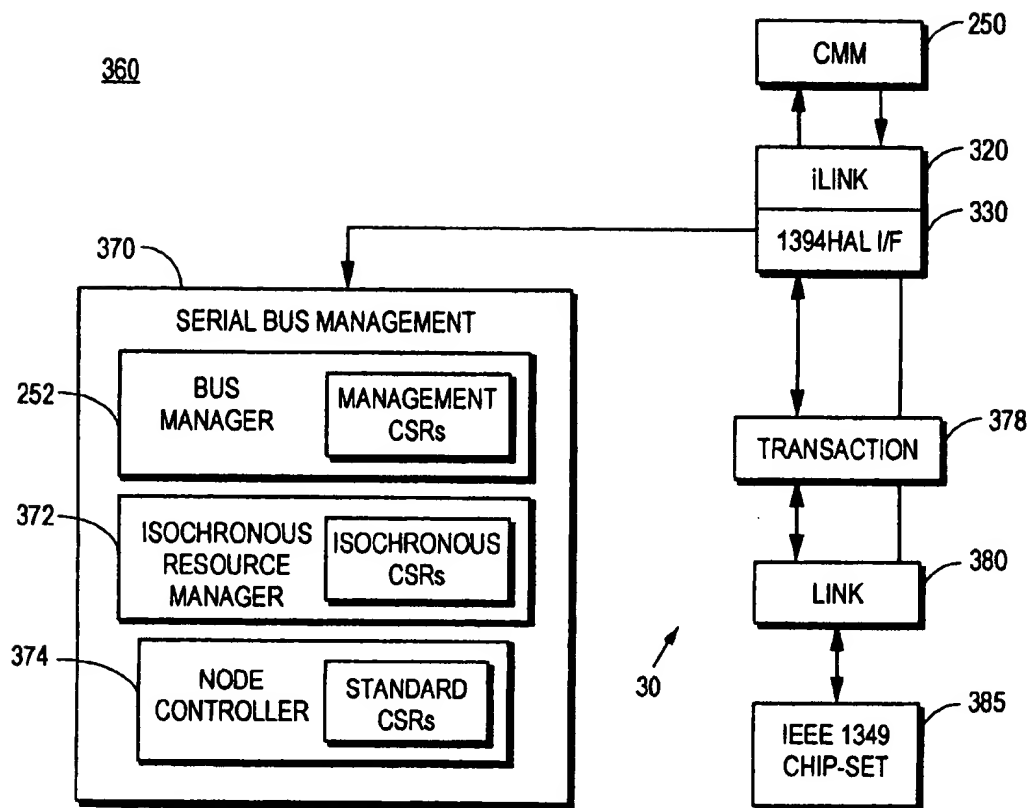 360
250
CMM
320
iLINK
330
1394HAL I/F
370
SERIAL BUS MANAGEMENT
252
BUS
MANAGER
MANAGEMENT
CSRs
378
TRANSACTION
372
ISOCHRONOUS
RESOURCE
MANAGER
ISOCHRONOUS
CSRs
380
LINK
374
NODE
CONTROLLER
STANDARD
CSRs
30
385
IEEE 1349
CHIP-SET